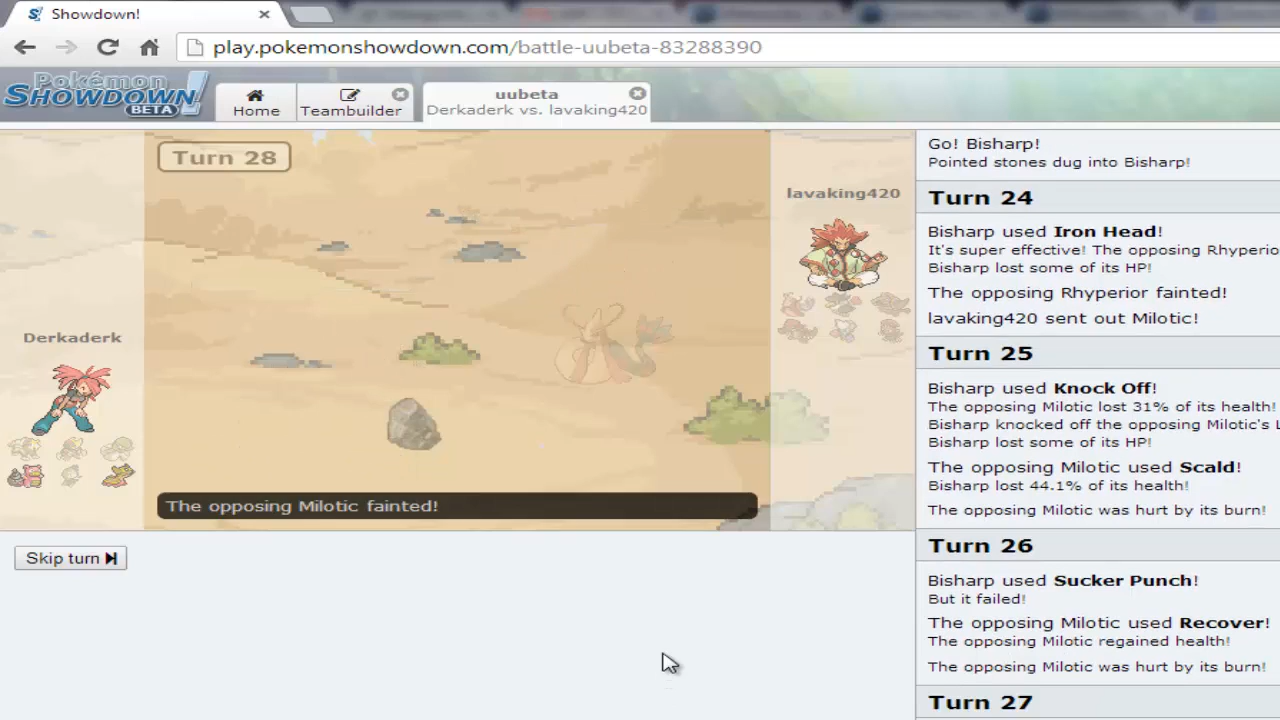 Showdown!
play.pokemonshowdown.com/battle-uubeta-83288390
Pokémon
SHOWDOWN!
BETA
Home
Teambuilder
uubeta
Derkaderk vs. lavaking420
Turn 28
lavaking420
Derkaderk
The opposing Milotic fainted!
Skip turn
Go! Bisharp!
Pointed stones dug into Bisharp!
Turn 24
Bisharp used Iron Head!
It's super effective! The opposing Rhyperio
Bisharp lost some of its HP!
The opposing Rhyperior fainted!
lavaking420 sent out Milotic!
Turn 25
Bisharp used Knock Off!
The opposing Milotic lost 31% of its health!
Bisharp knocked off the opposing Milotic's L
Bisharp lost some of its HP!
The opposing Milotic used Scald!
Bisharp lost 44.1% of its health!
The opposing Milotic was hurt by its burn!
Turn 26
Bisharp used Sucker Punch!
But it failed!
The opposing Milotic used Recover!
The opposing Milotic regained health!
The opposing Milotic was hurt by its burn!
Turn 27